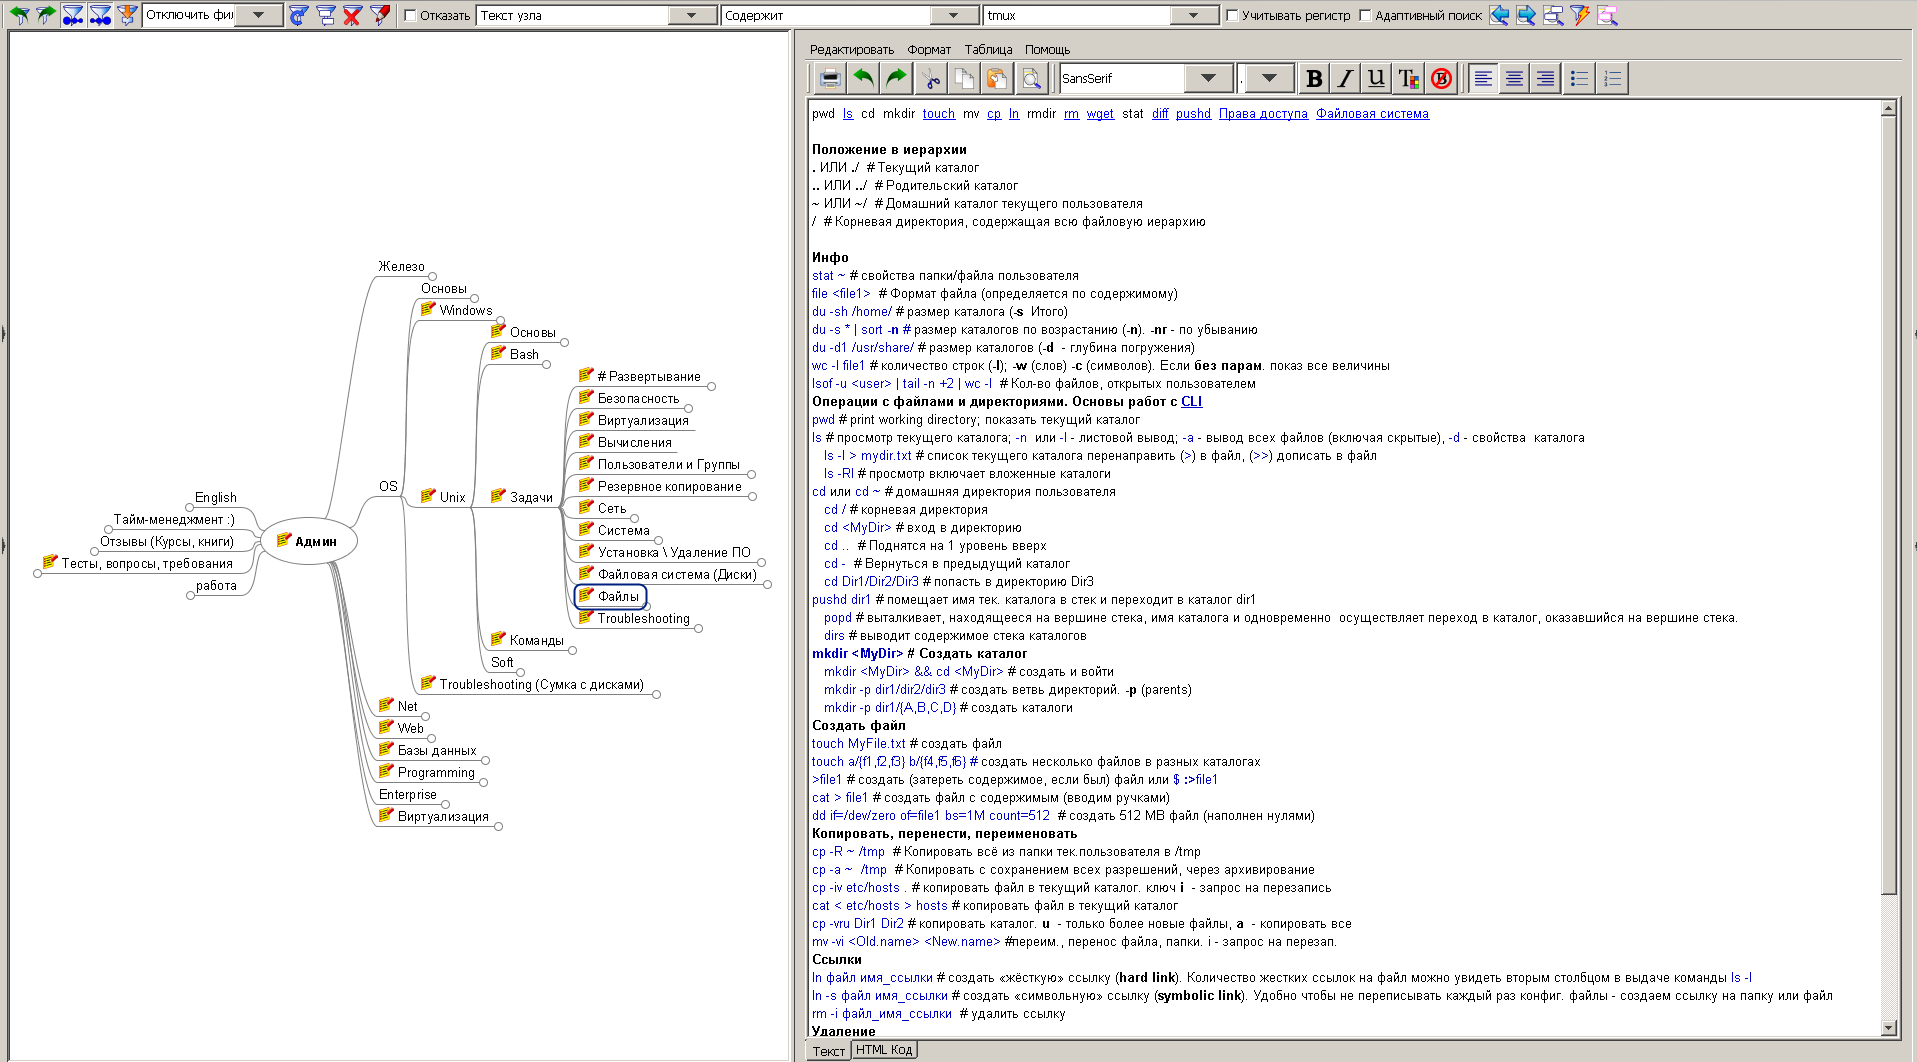 Отключить фил
Отказать
Текст узла
Содержит
tmux
Учитывать регистр
Адаптивный поиск
Железо
Основы
Windows
Основы
Bash
# Развертывание
Безопасность
Виртуализация
Вычисления
Пользователи и Группы
Резервное копирование
OS
Unix
Задачи
Сеть
Система
Установка \ Удаление ПО
Файловая система (Диски)
Файлы
Troubleshooting
Команды
Soft
Troubleshooting (Сумка с дисками)
English
Тайм-менеджмент :)
Отзывы (Курсы, книги)
Тесты, вопросы, требования
работа
Админ
Net
Web
Базы данных
Programming
Enterprise
Виртуализация
Редактировать Формат Таблица Помощь
SansSerif
B I U T
pwd ls cd mkdir touch mv cp ln rmdir rm wget stat diff pushd Права доступа Файловая система
Положение в иерархии
. ИЛИ ./ # Текущий каталог
.. ИЛИ ../ # Родительский каталог
~ ИЛИ ~/ # Домашний каталог текущего пользователя
/ # Корневая директория, содержащая всю файловую иерархию
Инфо
stat ~ # свойства папки/файла пользователя
file <file1> # Формат файла (определяется по содержимому)
du -sh /home/ # размер каталога (-s Итого)
du -s * | sort -n # размер каталогов по возрастанию (-n). -nr - по убыванию
du -d1 /usr/share/ # размер каталогов (-d - глубина погружения)
wc -l file1 # количество строк (-l); -w (слов) -c (символов). Если без парам. показ все величины
lsof -u <user> | tail -n +2 | wc -l # Кол-во файлов, открытых пользователем
Операции с файлами и директориями. Основы работ с CLI
pwd # print working directory; показать текущий каталог
ls # просмотр текущего каталога; -n или -l - листовой вывод; -a - вывод всех файлов (включая скрытые), -d - свойства каталога
ls -l > mydir.txt # список текущего каталога перенаправить (>) в файл, (>>) дописать в файл
ls -Rl # просмотр включает вложенные каталоги
cd или cd ~ # домашняя директория пользователя
cd / # корневая директория
cd <MyDir> # вход в директорию
cd .. # Поднятся на 1 уровень вверх
cd - # Вернуться в предыдущий каталог
cd Dir1/Dir2/Dir3 # попасть в директорию Dir3
pushd dir1 # помещает имя тек. каталога в стек и переходит в каталог dir1
popd # выталкивает, находящееся на вершине стека, имя каталога и одновременно осуществляет переход в каталог, оказавшийся на вершине стека.
dirs # выводит содержимое стека каталогов
mkdir <MyDir> # Создать каталог
mkdir <MyDir> && cd <MyDir> # создать и войти
mkdir -p dir1/dir2/dir3 # создать ветвь директорий. -p (parents)
mkdir -p dir1/{A,B,C,D} # создать каталоги
Создать файл
touch MyFile.txt # создать файл
touch a/{f1,f2,f3} b/{f4,f5,f6} # создать несколько файлов в разных каталогах
>file1 # создать (затереть содержимое, если был) файл или $ :>file1
cat > file1 # создать файл с содержимым (вводим ручками)
dd if=/dev/zero of=file1 bs=1M count=512 # создать 512 MB файл (наполнен нулями)
Копировать, перенести, переименовать
cp -R ~ /tmp # Копировать всё из папки тек.пользователя в /tmp
cp -a ~ /tmp # Копировать с сохранением всех разрешений, через архивирование
cp -iv etc/hosts . # копировать файл в текущий каталог. ключ i - запрос на перезапись
cat < etc/hosts > hosts # копировать файл в текущий каталог
cp -vru Dir1 Dir2 # копировать каталог. u - только более новые файлы, a - копировать все
mv -vi <Old.name> <New.name> #переим., перенос файла, папки. i - запрос на перезап.
Ссылки
ln файл имя_ссылки # создать «жёсткую» ссылку (hard link). Количество жестких ссылок на файл можно увидеть вторым столбцом в выдаче команды ls -l
ln -s файл имя_ссылки # создать «символьную» ссылку (symbolic link). Удобно чтобы не переписывать каждый раз конфиг. файлы - создаем ссылку на папку или файл
rm -i файл_имя_ссылки # удалить ссылку
Удаление
Текст
HTML Код